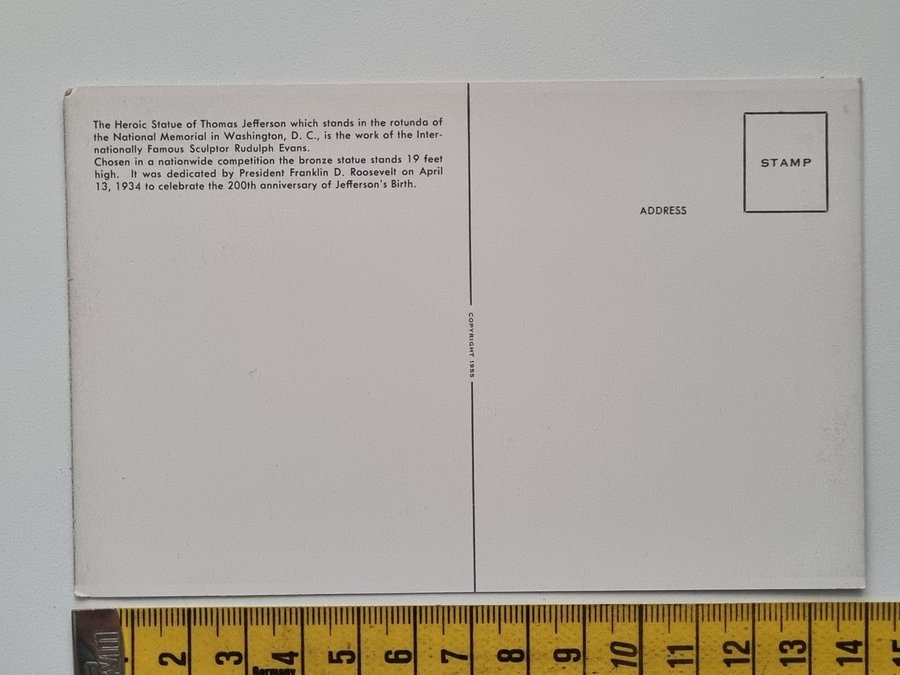 The Heroic Statue of Thomas Jefferson which stands in the rotunda of
the National Memorial in Washington, D. C., is the work of the Inter-
nationally Famous Sculptor Rudulph Evans.
Chosen in a nationwide competition the bronze statue stands 19 feet
high. It was dedicated by President Franklin D. Roosevelt on April
13, 1934 to celebrate the 200th anniversary of Jefferson's Birth.
STAMP
ADDRESS
COPYRIGHT 1955
2 3 4 5 6 7 8 9 10 11 12 13 14 15
Germany